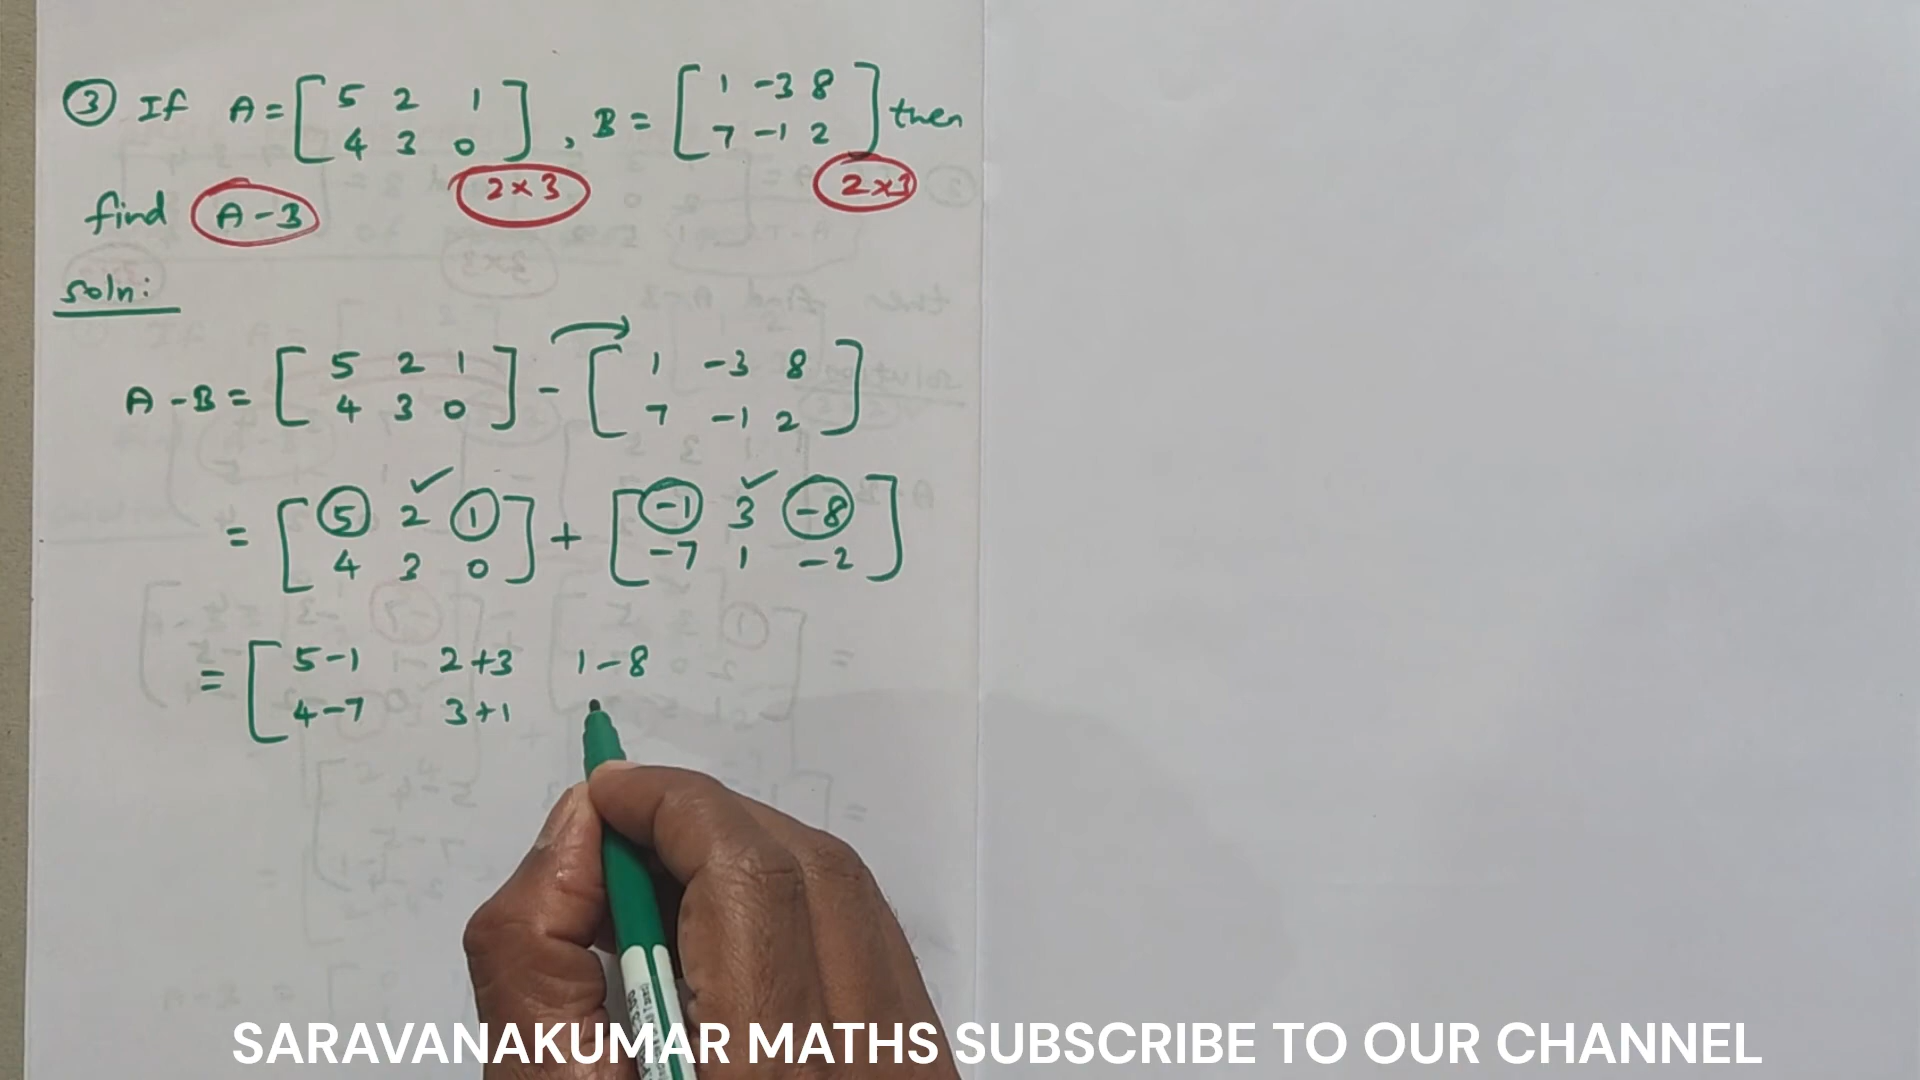 ③ If A = [ 5 2 1 ] , B = [ 1 -3 8 ] then
[ 4 3 0 ] [ 7 -1 2 ]
2×3 2×3
find A-B
soln:
A-B = [ 5 2 1 ] - [ 1 -3 8 ]
[ 4 3 0 ] [ 7 -1 2 ]
= [ 5 2 1 ] + [ -1 3 -8 ]
[ 4 3 0 ] [ -7 1 -2 ]
= [ 5-1 2+3 1-8
4-7 3+1
SARAVANAKUMAR MATHS SUBSCRIBE TO OUR CHANNEL